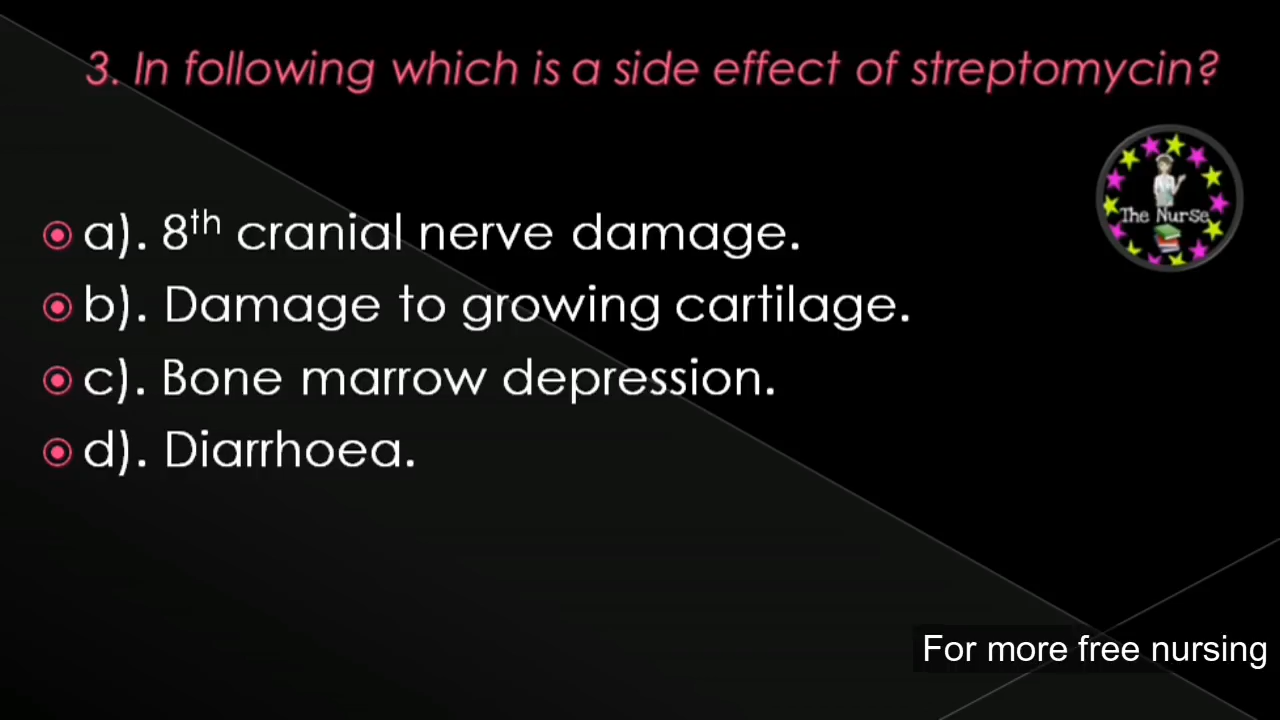 3. In following which is a side effect of streptomycin?
The Nurse
a). 8th cranial nerve damage.
b). Damage to growing cartilage.
c). Bone marrow depression.
d). Diarrhoea.
For more free nursing